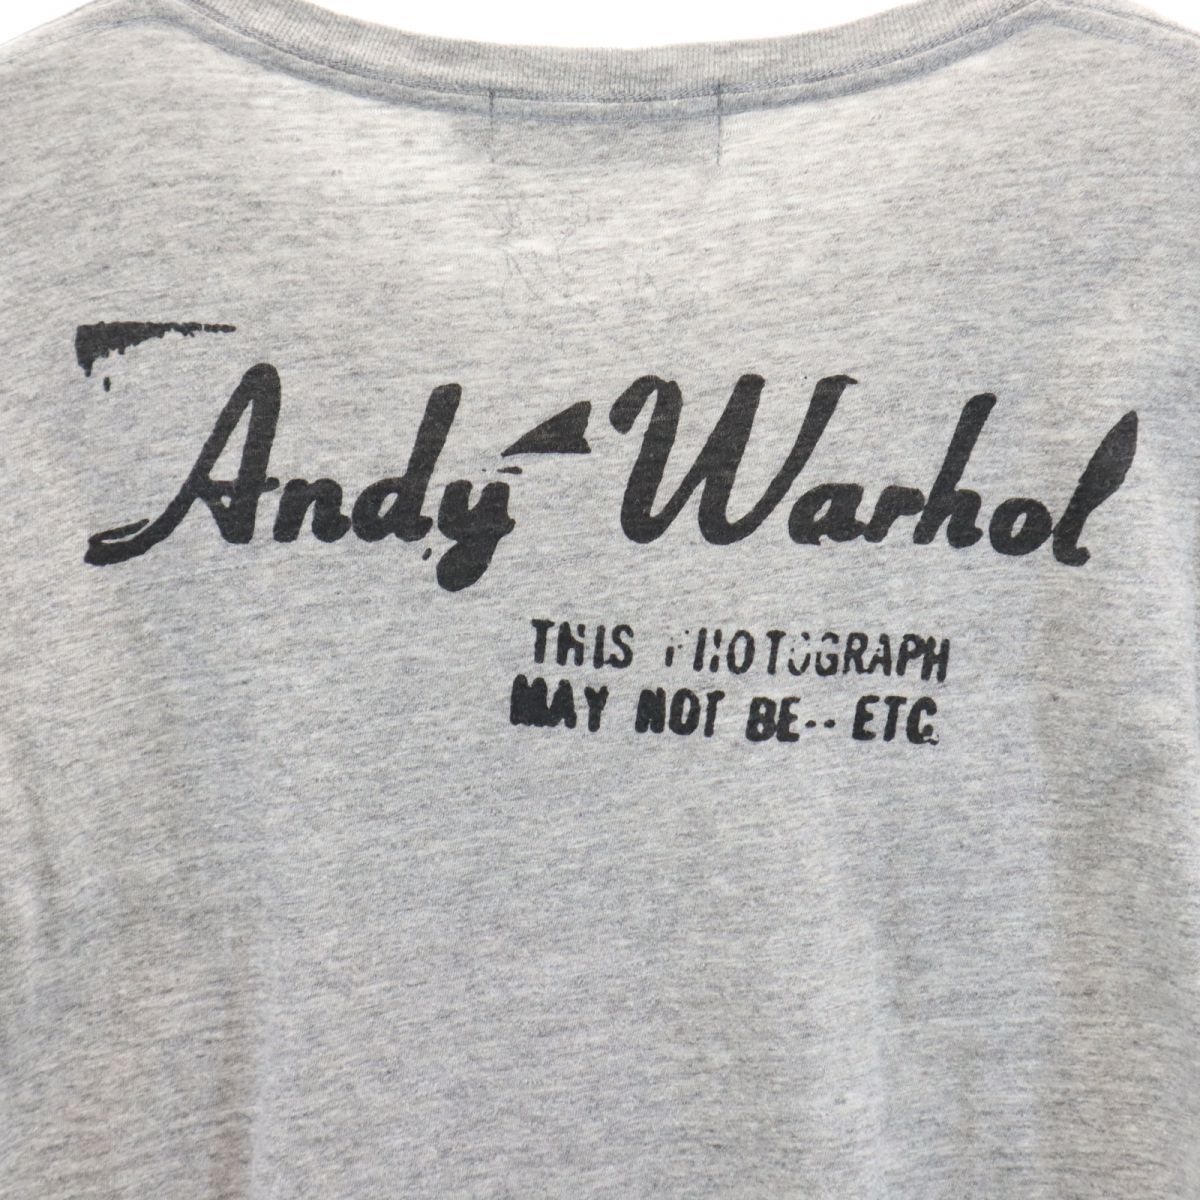 Andy Warhol
THIS PHOTOGRAPH
MAY NOT BE.. ETC